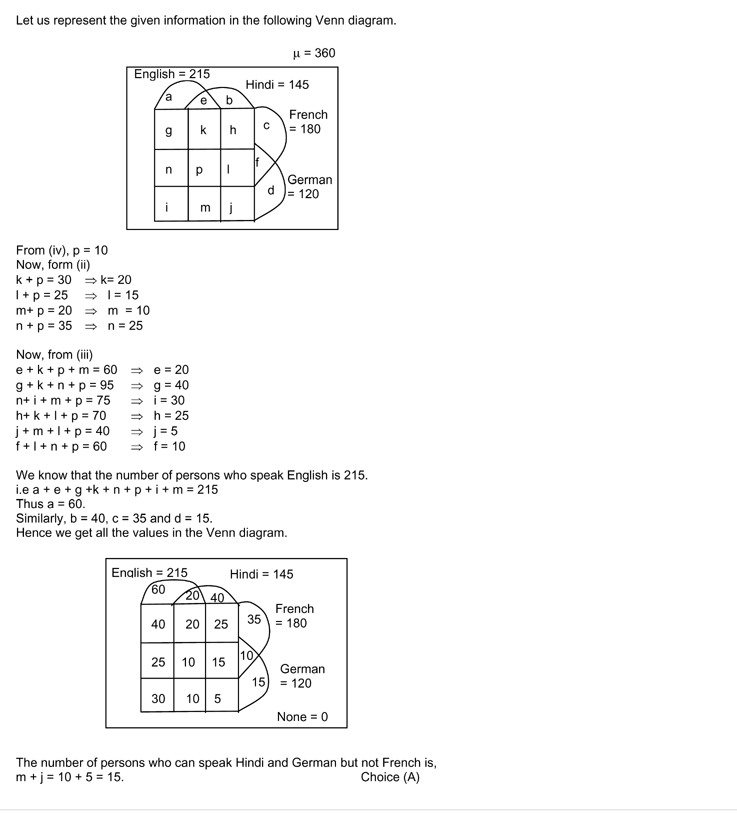 Let us represent the given information in the following Venn diagram.
μ = 360
English = 215
Hindi = 145
a e b
French
g k h c = 180
n p l f
German
d = 120
i m j
From (iv), p = 10
Now, form (ii)
k + p = 30 ⇒ k= 20
l + p = 25 ⇒ l = 15
m+ p = 20 ⇒ m = 10
n + p = 35 ⇒ n = 25
Now, from (iii)
e + k + p + m = 60 ⇒ e = 20
g + k + n + p = 95 ⇒ g = 40
n+ i + m + p = 75 ⇒ i = 30
h+ k + l + p = 70 ⇒ h = 25
j + m + l + p = 40 ⇒ j = 5
f + l + n + p = 60 ⇒ f = 10
We know that the number of persons who speak English is 215.
i.e a + e + g +k + n + p + i + m = 215
Thus a = 60.
Similarly, b = 40, c = 35 and d = 15.
Hence we get all the values in the Venn diagram.
English = 215 Hindi = 145
60 20 40
French
40 20 25 35 = 180
25 10 15 10
German
15 = 120
30 10 5
None = 0
The number of persons who can speak Hindi and German but not French is,
m + j = 10 + 5 = 15. Choice (A)